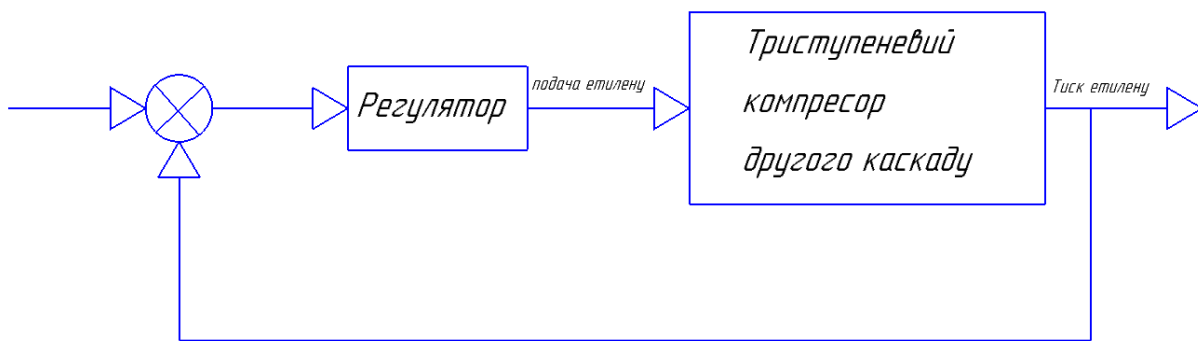 Регулятор
подача етилену
Триступеневий
компресор
другого каскаду
Тиск етилену